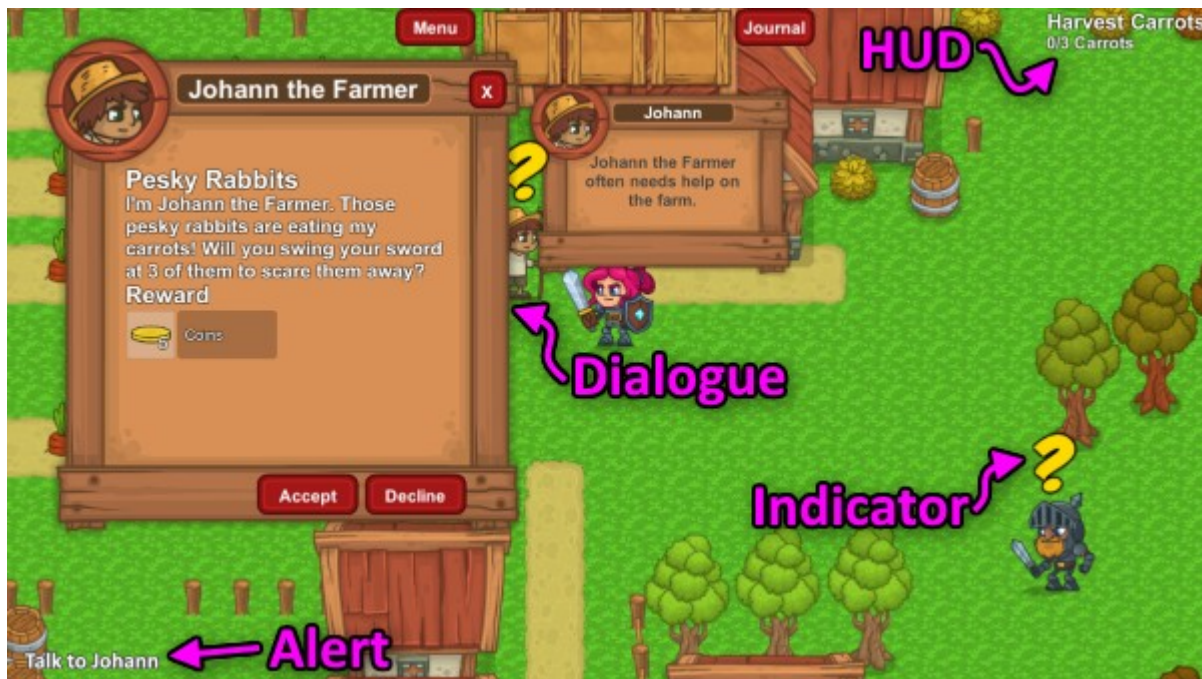 Menu
Journal
HUD
Harvest Carrots
0/3 Carrots
Johann the Farmer
x
Pesky Rabbits
I'm Johann the Farmer. Those
pesky rabbits are eating my
carrots! Will you swing your sword
at 3 of them to scare them away?
Reward
5
Coins
Accept
Decline
Johann
Johann the Farmer
often needs help on
the farm.
?
Dialogue
?
Indicator
Talk to Johann
Alert